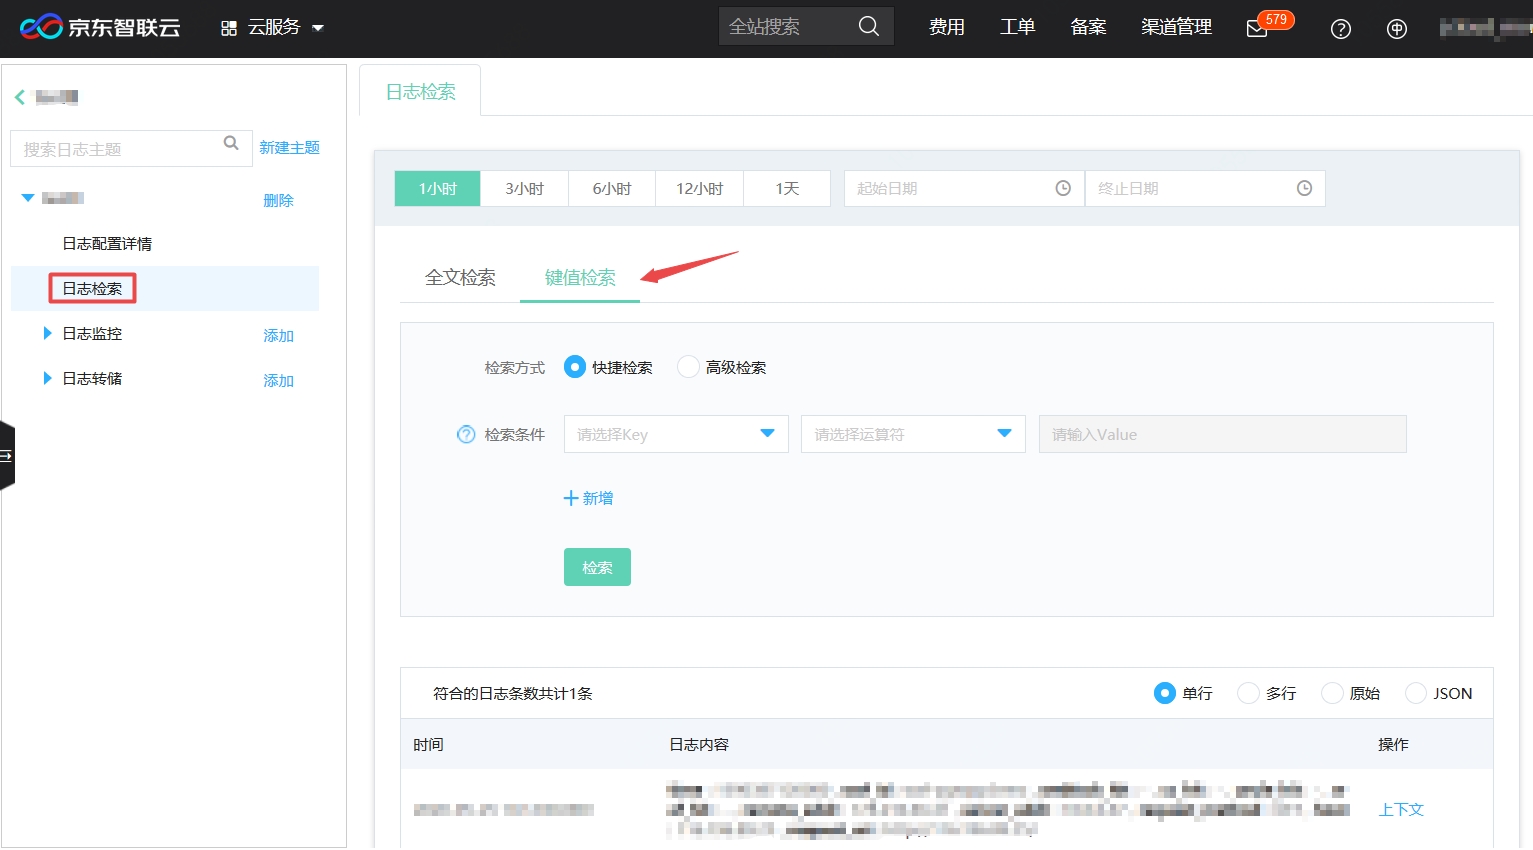 京东智联云 云服务 全站搜索 费用 工单 备案 渠道管理 579
日志检索
搜索日志主题 新建主题
删除
日志配置详情
日志检索
日志监控 添加
日志转储 添加
1小时 3小时 6小时 12小时 1天 起始日期 终止日期
全文检索 键值检索
检索方式 快捷检索 高级检索
检索条件 请选择Key 请选择运算符 请输入Value
新增
检索
符合的日志条数共计1条 单行 多行 原始 JSON
时间 日志内容 操作
上下文